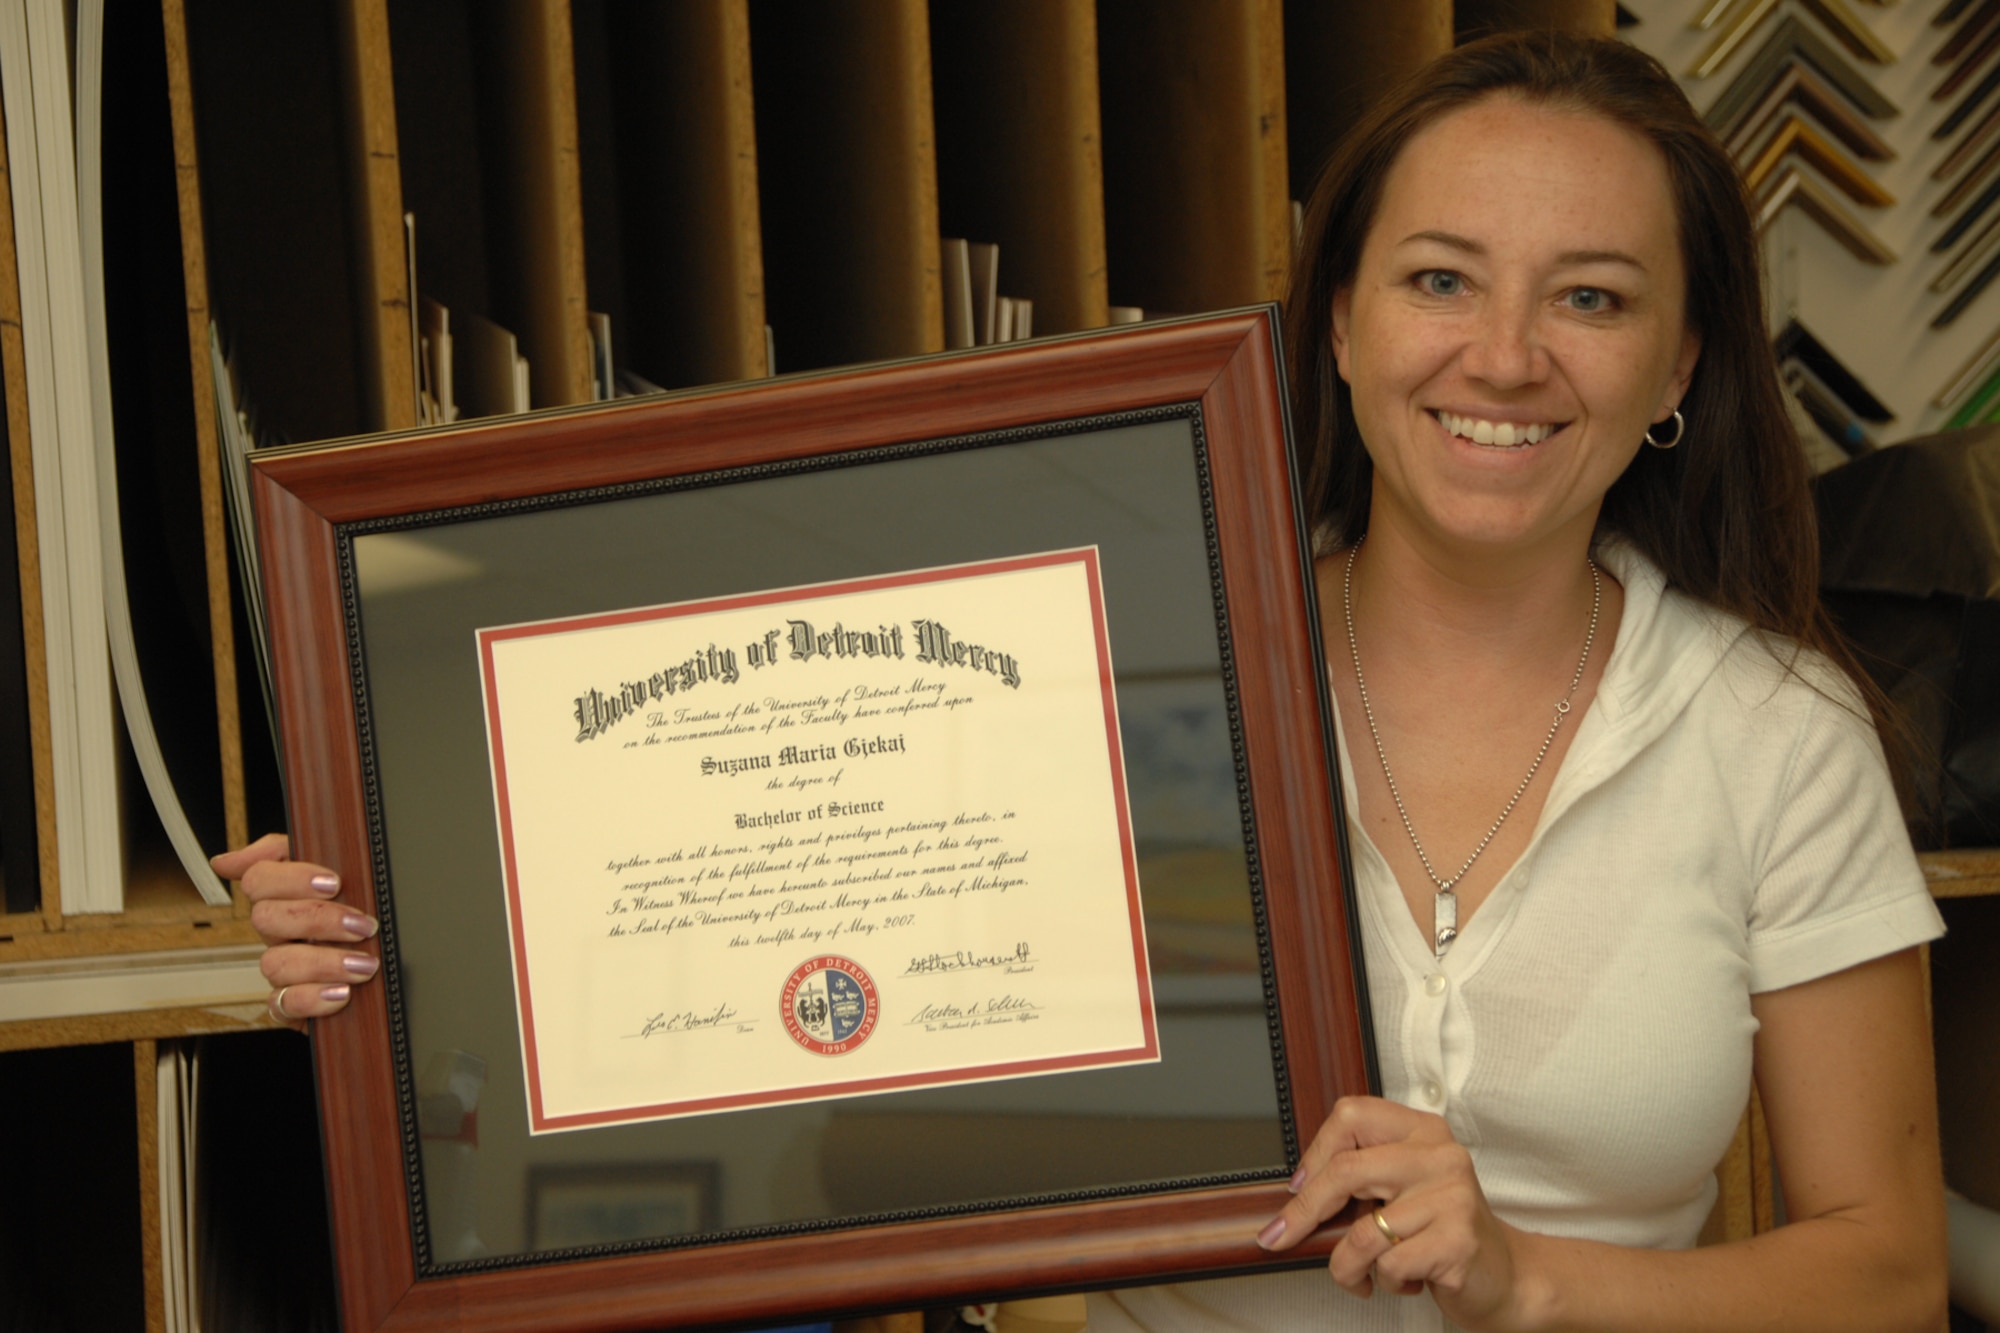 University of Detroit Mercy
The Trustees of the University of Detroit Mercy
on the recommendation of the Faculty have conferred upon
Suzana Maria Gjekaj
the degree of
Bachelor of Science
together with all honors, rights and privileges pertaining thereto, in
recognition of the fulfillment of the requirements for this degree.
In Witness Whereof we have hereunto subscribed our names and affixed
the Seal of the University of Detroit Mercy in the State of Michigan,
this twelfth day of May, 2007.
President
Dean
Vice President for Academic Affairs
UNIVERSITY OF DETROIT MERCY
1990